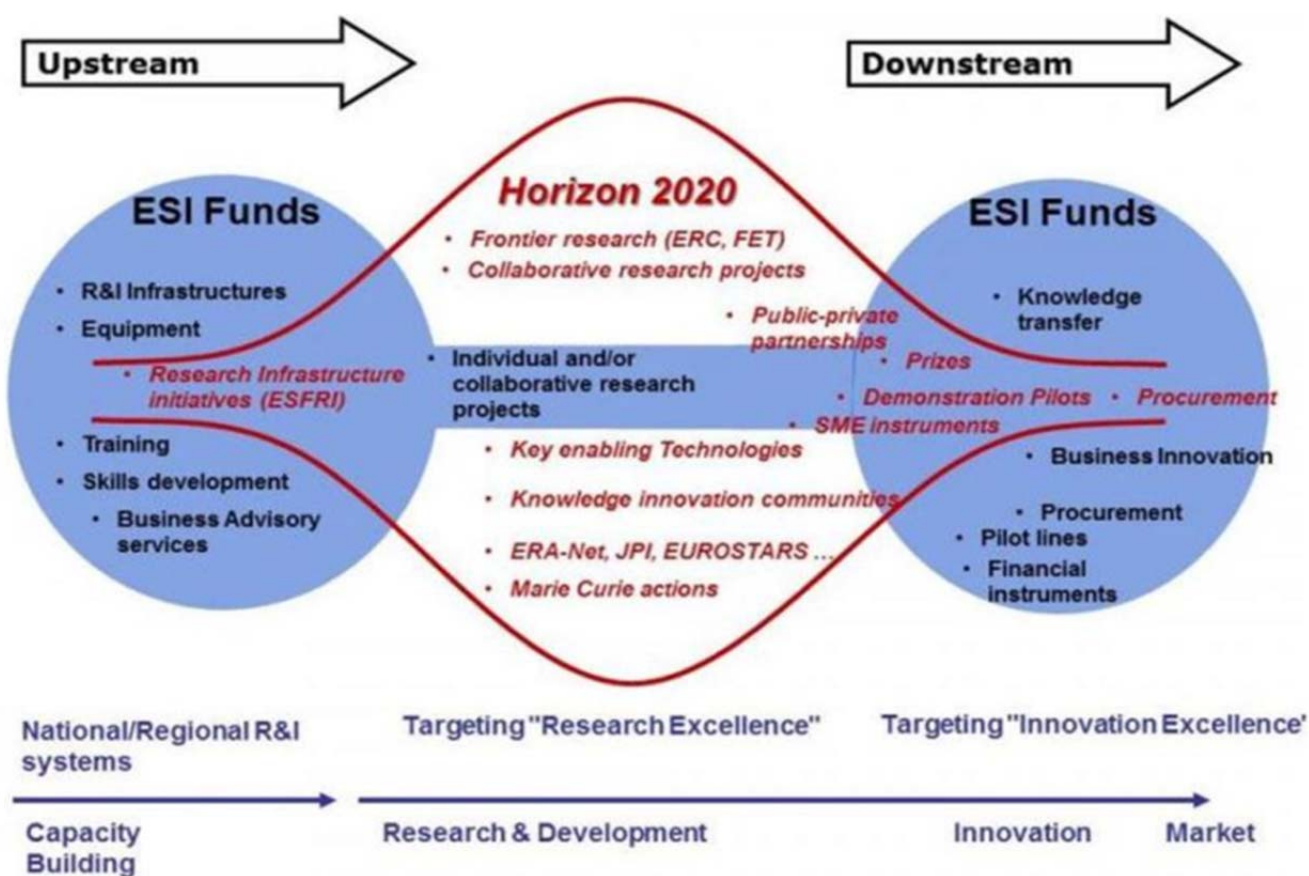 Upstream
Downstream
ESI Funds
• R&I Infrastructures
• Equipment
• Research Infrastructure
initiatives (ESFRI)
• Training
• Skills development
• Business Advisory
services
Horizon 2020
• Frontier research (ERC, FET)
• Collaborative research projects
• Public-private
partnerships
• Individual and/or
collaborative research
projects
• Prizes
• Demonstration Pilots
• Procurement
• SME instruments
• Key enabling Technologies
• Knowledge innovation communities
• ERA-Net, JPI, EUROSTARS ...
• Marie Curie actions
ESI Funds
• Knowledge
transfer
• Business Innovation
• Procurement
• Pilot lines
• Financial
instruments
National/Regional R&I
systems
Targeting "Research Excellence"
Targeting "Innovation Excellence'
Capacity
Building
Research & Development
Innovation
Market